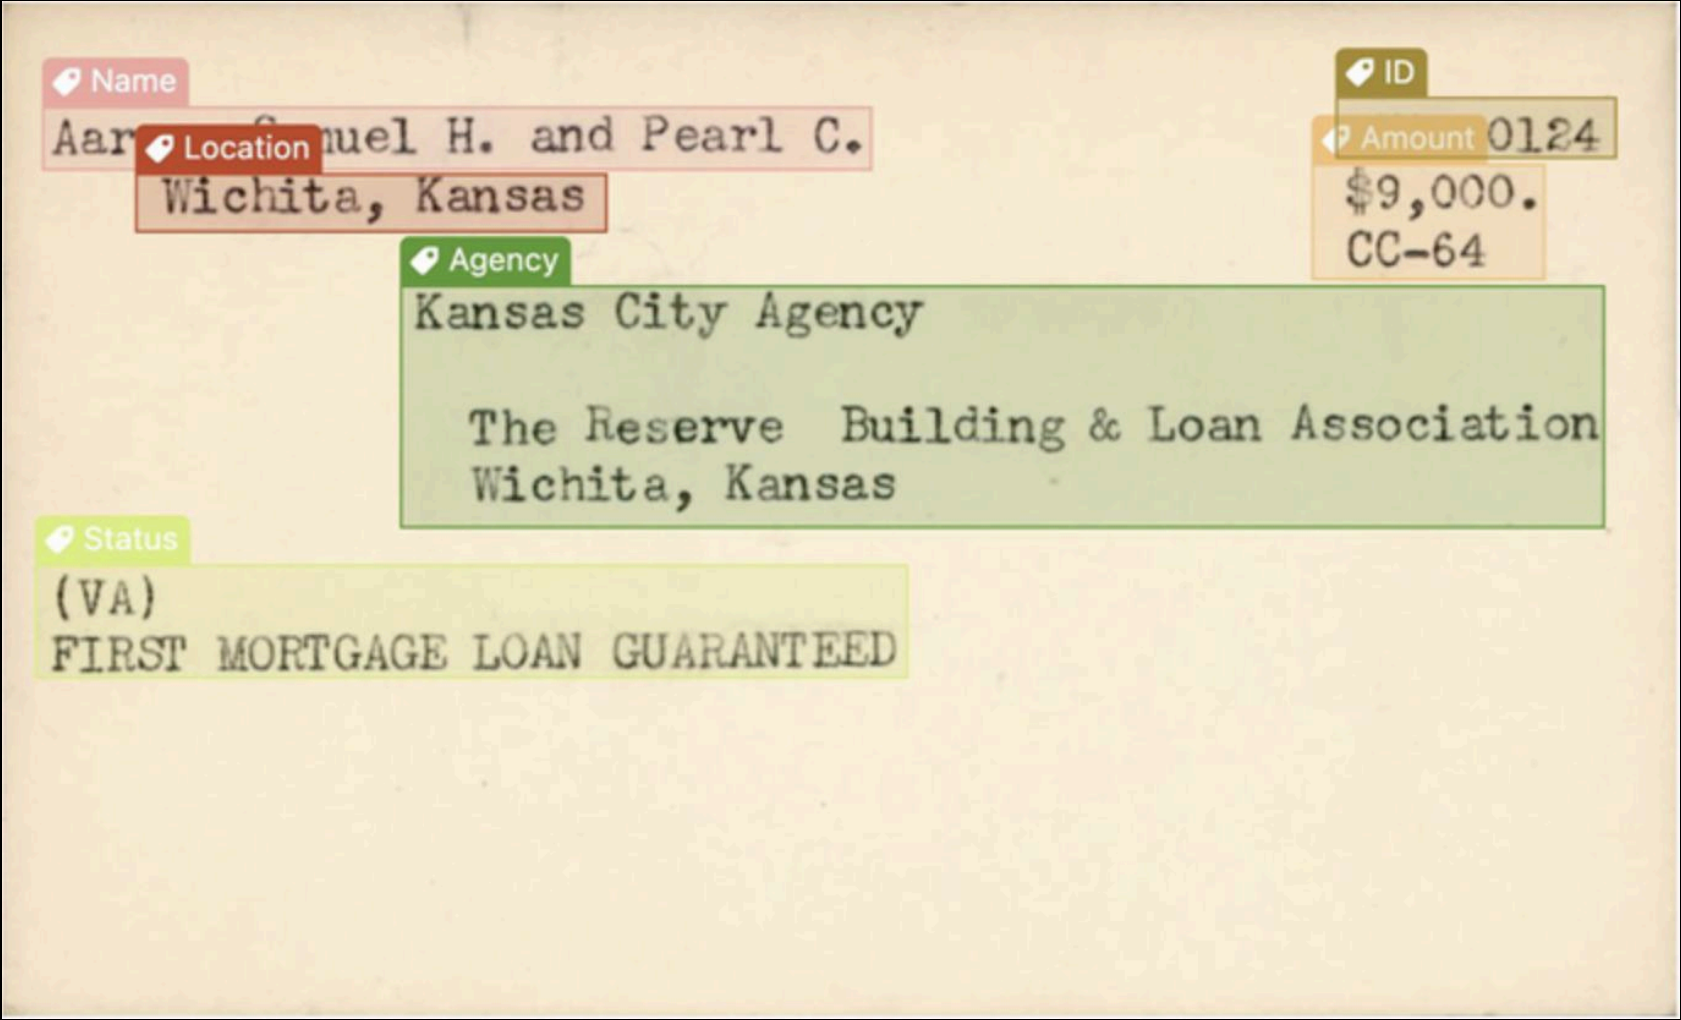 Name
ID
Samuel H. and Pearl C.
Location
Amount
0124
Wichita, Kansas
$9,000.
CC-64
Agency
Kansas City Agency
The Reserve Building & Loan Association
Wichita, Kansas
Status
(VA)
FIRST MORTGAGE LOAN GUARANTEED